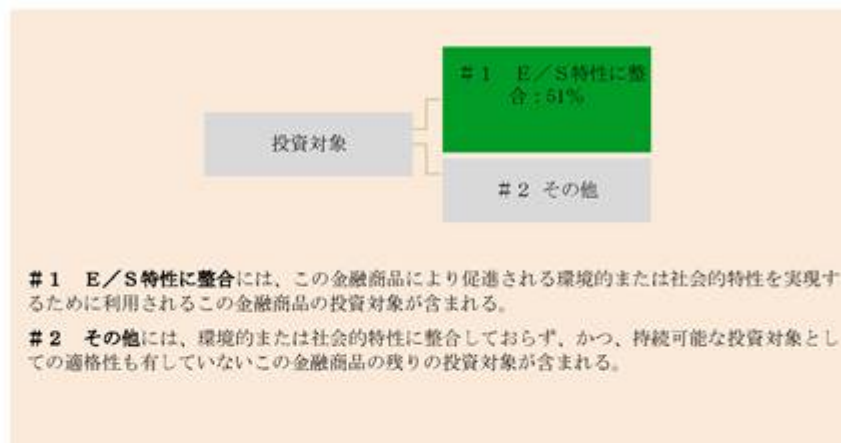 ＃１　Ｅ／Ｓ特性に整
合：51％
投資対象
＃２ その他
＃１　Ｅ／Ｓ特性に整合には、この金融商品により促進される環境的または社会的特性を実現す
るために利用されるこの金融商品の投資対象が含まれる。
＃２　その他には、環境的または社会的特性に整合しておらず、かつ、持続可能な投資対象とし
ての適格性も有していないこの金融商品の残りの投資対象が含まれる。